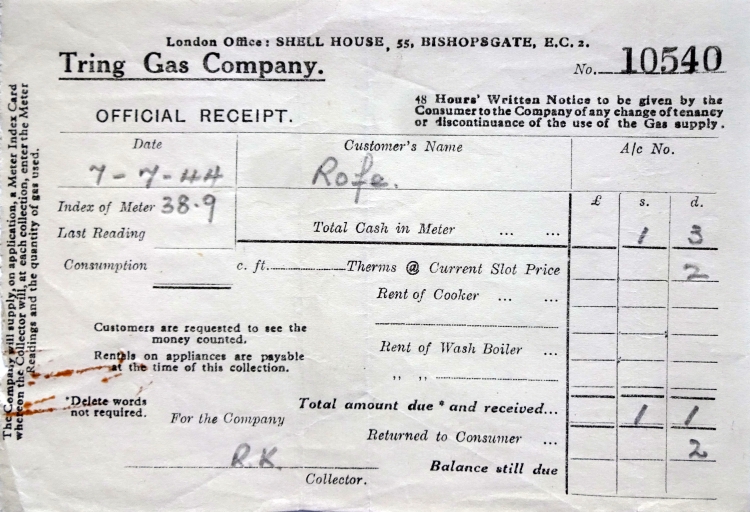 London Office: SHELL HOUSE, 55, BISHOPSGATE, E.C. 2.
Tring Gas Company.
No. 10540
OFFICIAL RECEIPT.
48 Hours' Written Notice to be given by the
Consumer to the Company of any change of tenancy
or discontinuance of the use of the Gas supply.
Date Customer's Name A/c No.
7-7-44 Rofe.
£ s. d.
Index of Meter 38.9
Last Reading Total Cash in Meter ... ... 1 3
Consumption c. ft. Therms @ Current Slot Price 2
Rent of Cooker ... ...
Customers are requested to see the
money counted.
Rent of Wash Boiler ...
Rentals on appliances are payable
at the time of this collection.
,, ,,
*Delete words
not required.
Total amount due * and received... 1 1
For the Company
Returned to Consumer ... 2
R.K.
Balance still due
Collector.
The Company will supply, on application, a Meter Index Card
whereon the Collector will, at each collection, enter the Meter
Readings and the quantity of gas used.